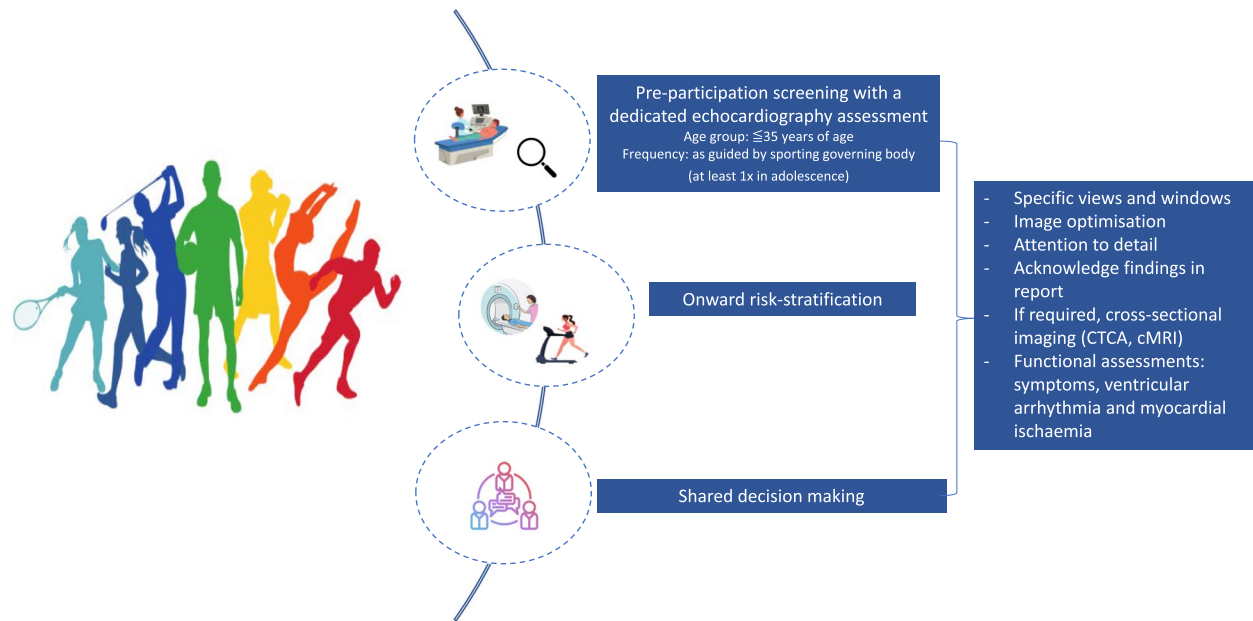 Pre-participation screening with a
dedicated echocardiography assessment
Age group: ≦35 years of age
Frequency: as guided by sporting governing body
(at least 1x in adolescence)
Onward risk-stratification
Shared decision making
- Specific views and windows
- Image optimisation
- Attention to detail
- Acknowledge findings in
report
- If required, cross-sectional
imaging (CTCA, cMRI)
- Functional assessments:
symptoms, ventricular
arrhythmia and myocardial
ischaemia